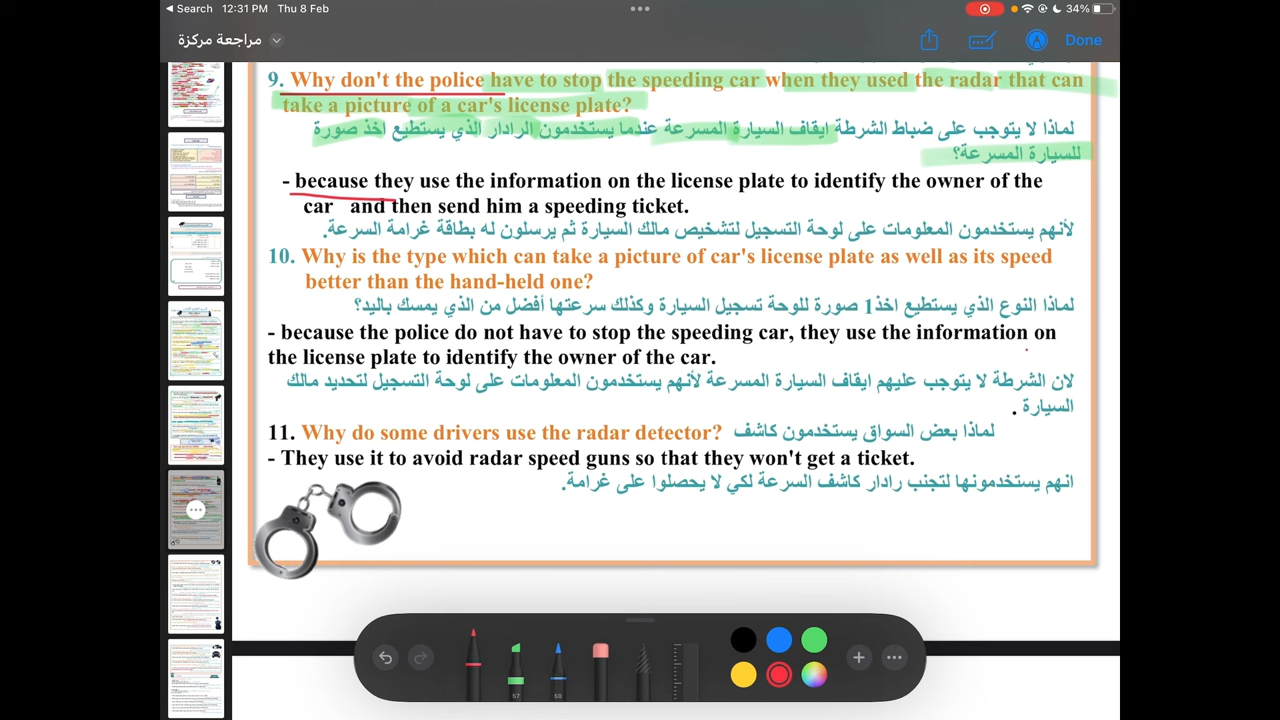 Search 12:31 PM Thu 8 Feb 34%
مراجعة مركزة Done
9. Why don't the police have to stop the speeding car when they used the radar that can
take a picture of a car's license plate?
لماذا لا يتوجب على ضباط الشرطة ايقاف السيارة المسرعة عندما يستخدمون الرادار الذي يستطيع اخذ صورة
للسيارة المسرعة؟
- because they use the information on the license plate to identify the owner of the
car and then send him a speeding ticket.
لأنهم يستخدمون المعلومات على لوحة التسجيل لتشخيص مالك السيارة ثم يرسلون له بطاقة غرامة السرعة.
10. Why is the type which can take a picture of car's license plate as well as its speed
better than the hand-held one?
لماذا النوع الذي يستطيع اخذ1 صورة للوحة تسجيل السيارة وكذلك سرعتها أفضل من الذي يمسك باليد؟
- because the police do not have to stop the speeding car, they use the information on
the license plate to identify the owner of the car.
لان الشرطة لا يتوجب عليهم ايقاف السيارة المسرعة لأنهم يستخدمون المعلومات على لوحة التسجيل لتحديد مالك
السيارة .
11. Why do some drivers use the radar detector? لماذا بعض السواق يستخدمون كاشف
- They use it to avoid radar speed guns so that they won't get a ticket.
انهم يستخدمونها لتجنب رادار كاشف السرعة لكي لا يحصلوا على غرامة.
57